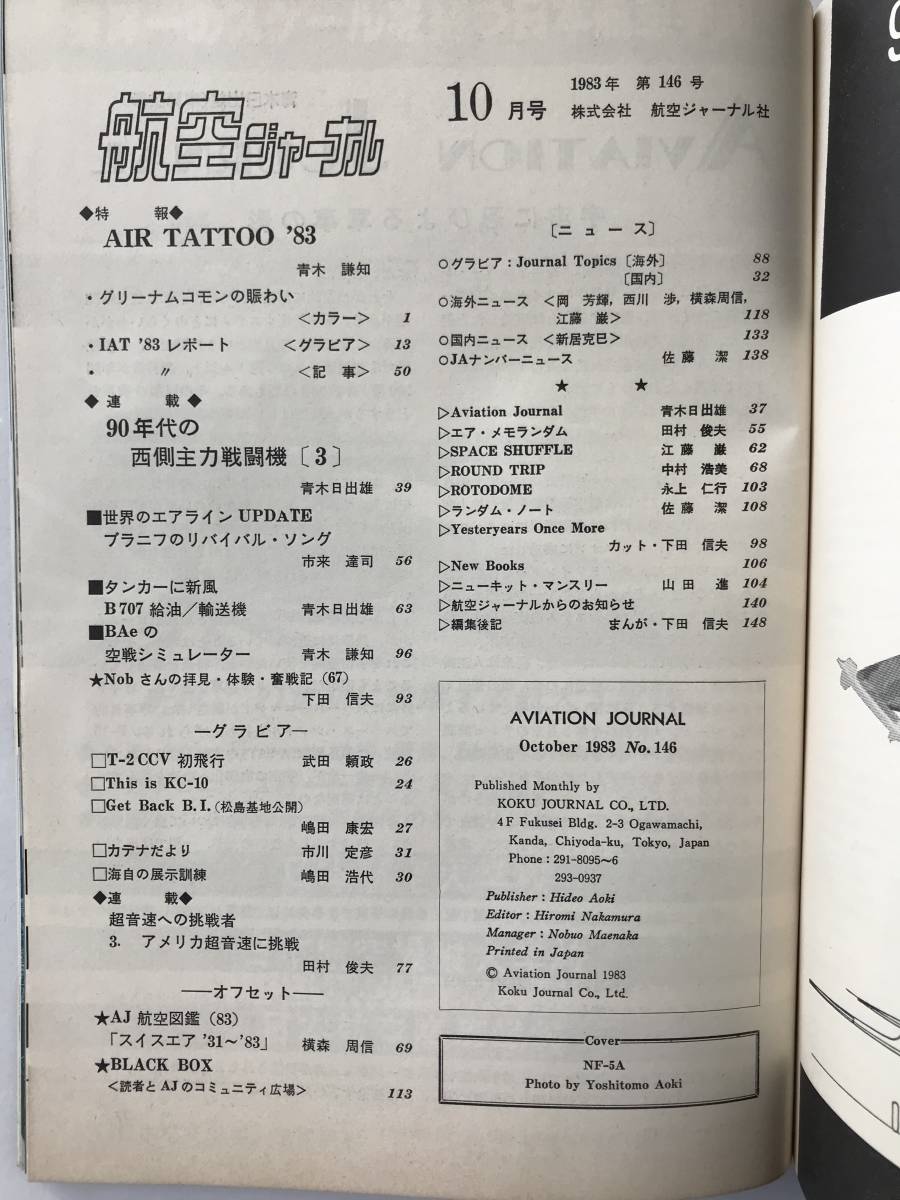 航空ジャーナル
10月号
1983年 第146号
株式会社 航空ジャーナル社
◆特 報◆
AIR TATTOO '83
青木 謙知
・グリーナムコモンの賑わい
<カラー> 1
・IAT '83 レポート <グラビア> 13
・ 〃 <記 事> 50
◆連 載◆
90年代の
西側主力戦闘機〔3〕
青木日出雄 39
■世界のエアライン UPDATE
ブラニフのリバイバル・ソング
市来 達司 56
■タンカーに新風
B707 給油/輸送機 青木日出雄 63
■BAeの
空戦シミュレーター 青木 謙知 96
★Nobさんの拝見・体験・奮戦記(67)
下田 信夫 93
―グラビア―
□T-2 CCV 初飛行 武田 頼政 26
□This is KC-10 24
□Get Back B.I.(松島基地公開)
嶋田 康宏 27
□カデナだより 市川 定彦 31
□海自の展示訓練 嶋田 浩代 30
◆連 載◆
超音速への挑戦者
3. アメリカ超音速に挑戦
田村 俊夫 77
――オフセット――
★AJ 航空図鑑(83)
「スイスエア '31〜'83」 横森 周信 69
★BLACK BOX
<読者とAJのコミュニティ広場> 113
〔ニュース〕
○グラビア:Journal Topics〔海外〕 88
〔国内〕 32
○海外ニュース <岡 芳輝,西川 渉,横森周信,
江藤 巌> 118
○国内ニュース <新居克巳> 133
○JAナンバーニュース 佐藤 潔 138
★ ★
▷Aviation Journal 青木日出雄 37
▷エア・メモランダム 田村 俊夫 55
▷SPACE SHUFFLE 江藤 巌 62
▷ROUND TRIP 中村 浩美 68
▷ROTODOME 永上 仁行 103
▷ランダム・ノート 佐藤 潔 108
▷Yesteryears Once More
カット・下田 信夫 98
▷New Books 106
▷ニューキット・マンスリー 山田 進 104
▷航空ジャーナルからのお知らせ 140
▷編集後記 まんが・下田 信夫 148
AVIATION JOURNAL
October 1983 No. 146
Published Monthly by
KOKU JOURNAL CO., LTD.
4F Fukusei Bldg. 2-3 Ogawamachi,
Kanda, Chiyoda-ku, Tokyo, Japan
Phone : 291-8095〜6
293-0937
Publisher : Hideo Aoki
Editor : Hiromi Nakamura
Manager : Nobuo Maenaka
Printed in Japan
© Aviation Journal 1983
Koku Journal Co., Ltd.
Cover
NF-5A
Photo by Yoshitomo Aoki